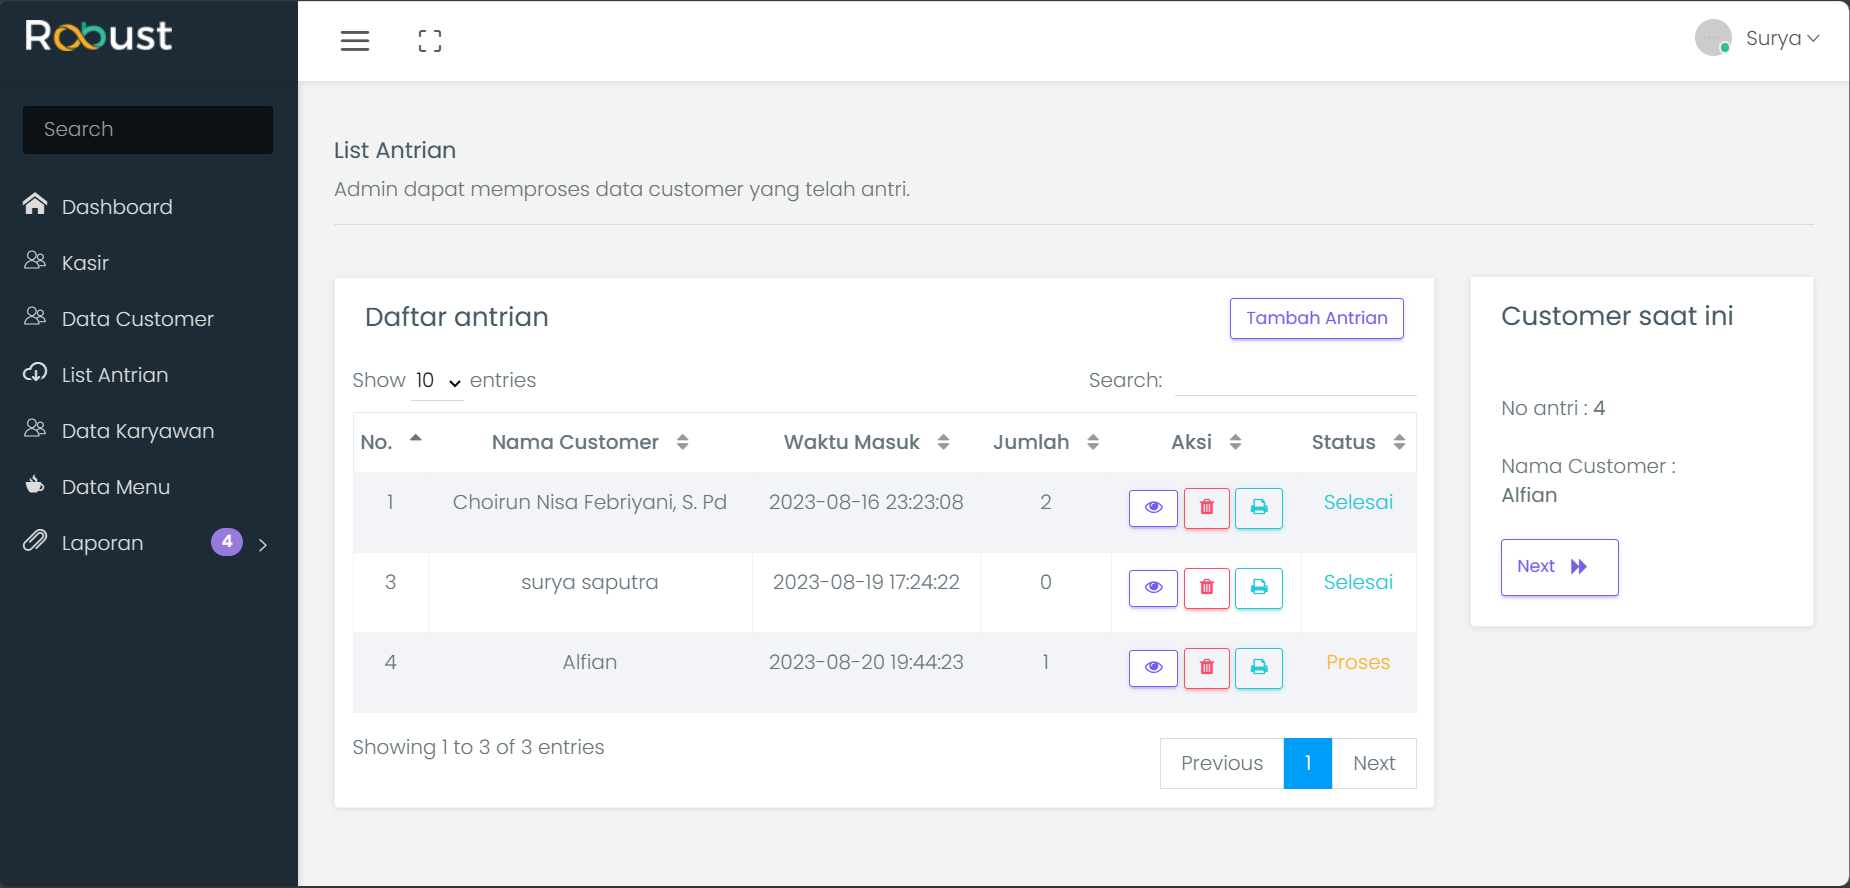 Robust
Surya
Search
Dashboard
Kasir
Data Customer
List Antrian
Data Karyawan
Data Menu
Laporan 4
List Antrian
Admin dapat memproses data customer yang telah antri.
Daftar antrian
Tambah Antrian
Show 10 entries
Search:
No. Nama Customer Waktu Masuk Jumlah Aksi Status
1 Choirun Nisa Febriyani, S. Pd 2023-08-16 23:23:08 2 Selesai
3 surya saputra 2023-08-19 17:24:22 0 Selesai
4 Alfian 2023-08-20 19:44:23 1 Proses
Showing 1 to 3 of 3 entries
Previous 1 Next
Customer saat ini
No antri : 4
Nama Customer :
Alfian
Next